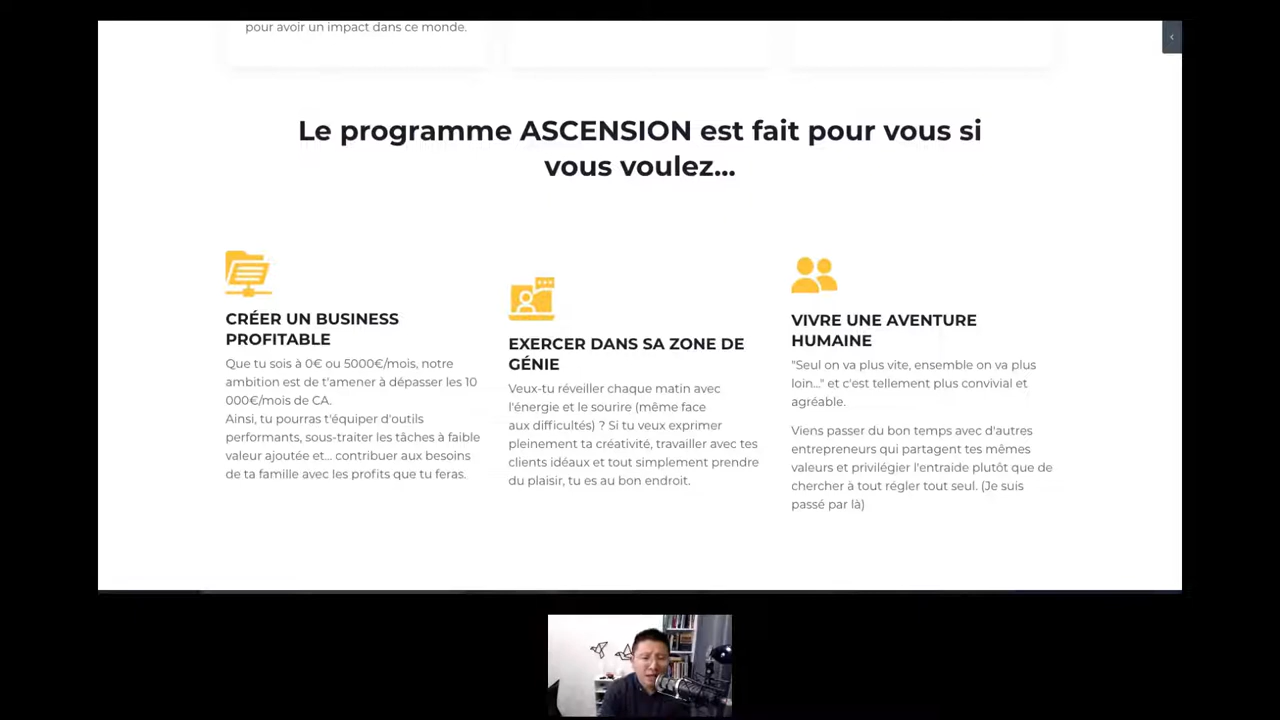 pour avoir un impact dans ce monde.
Le programme ASCENSION est fait pour vous si
vous voulez...
CRÉER UN BUSINESS
PROFITABLE
Que tu sois à 0€ ou 5000€/mois, notre
ambition est de t'amener à dépasser les 10
000€/mois de CA.
Ainsi, tu pourras t'équiper d'outils
performants, sous-traiter les tâches à faible
valeur ajoutée et... contribuer aux besoins
de ta famille avec les profits que tu feras.
EXERCER DANS SA ZONE DE
GÉNIE
Veux-tu réveiller chaque matin avec
l'énergie et le sourire (même face
aux difficultés) ? Si tu veux exprimer
pleinement ta créativité, travailler avec tes
clients idéaux et tout simplement prendre
du plaisir, tu es au bon endroit.
VIVRE UNE AVENTURE
HUMAINE
"Seul on va plus vite, ensemble on va plus
loin..." et c'est tellement plus convivial et
agréable.
Viens passer du bon temps avec d'autres
entrepreneurs qui partagent tes mêmes
valeurs et privilégier l'entraide plutôt que de
chercher à tout régler tout seul. (Je suis
passé par là)